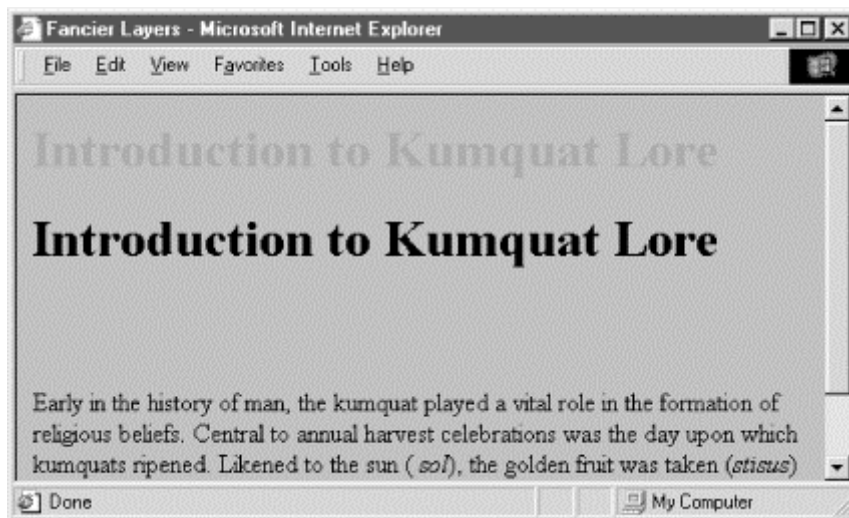 Fancier Layers - Microsoft Internet Explorer
File Edit View Favorites Tools Help
Introduction to Kumquat Lore
Introduction to Kumquat Lore
Early in the history of man, the kumquat played a vital role in the formation of
religious beliefs. Central to annual harvest celebrations was the day upon which
kumquats ripened. Likened to the sun ( sol), the golden fruit was taken (stisus)
Done My Computer